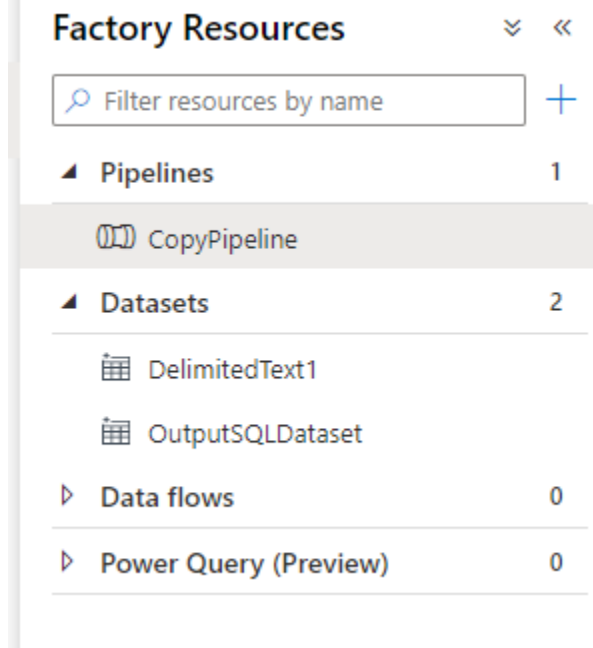 Factory Resources
Filter resources by name
Pipelines 1
CopyPipeline
Datasets 2
DelimitedText1
OutputSQLDataset
Data flows 0
Power Query (Preview) 0